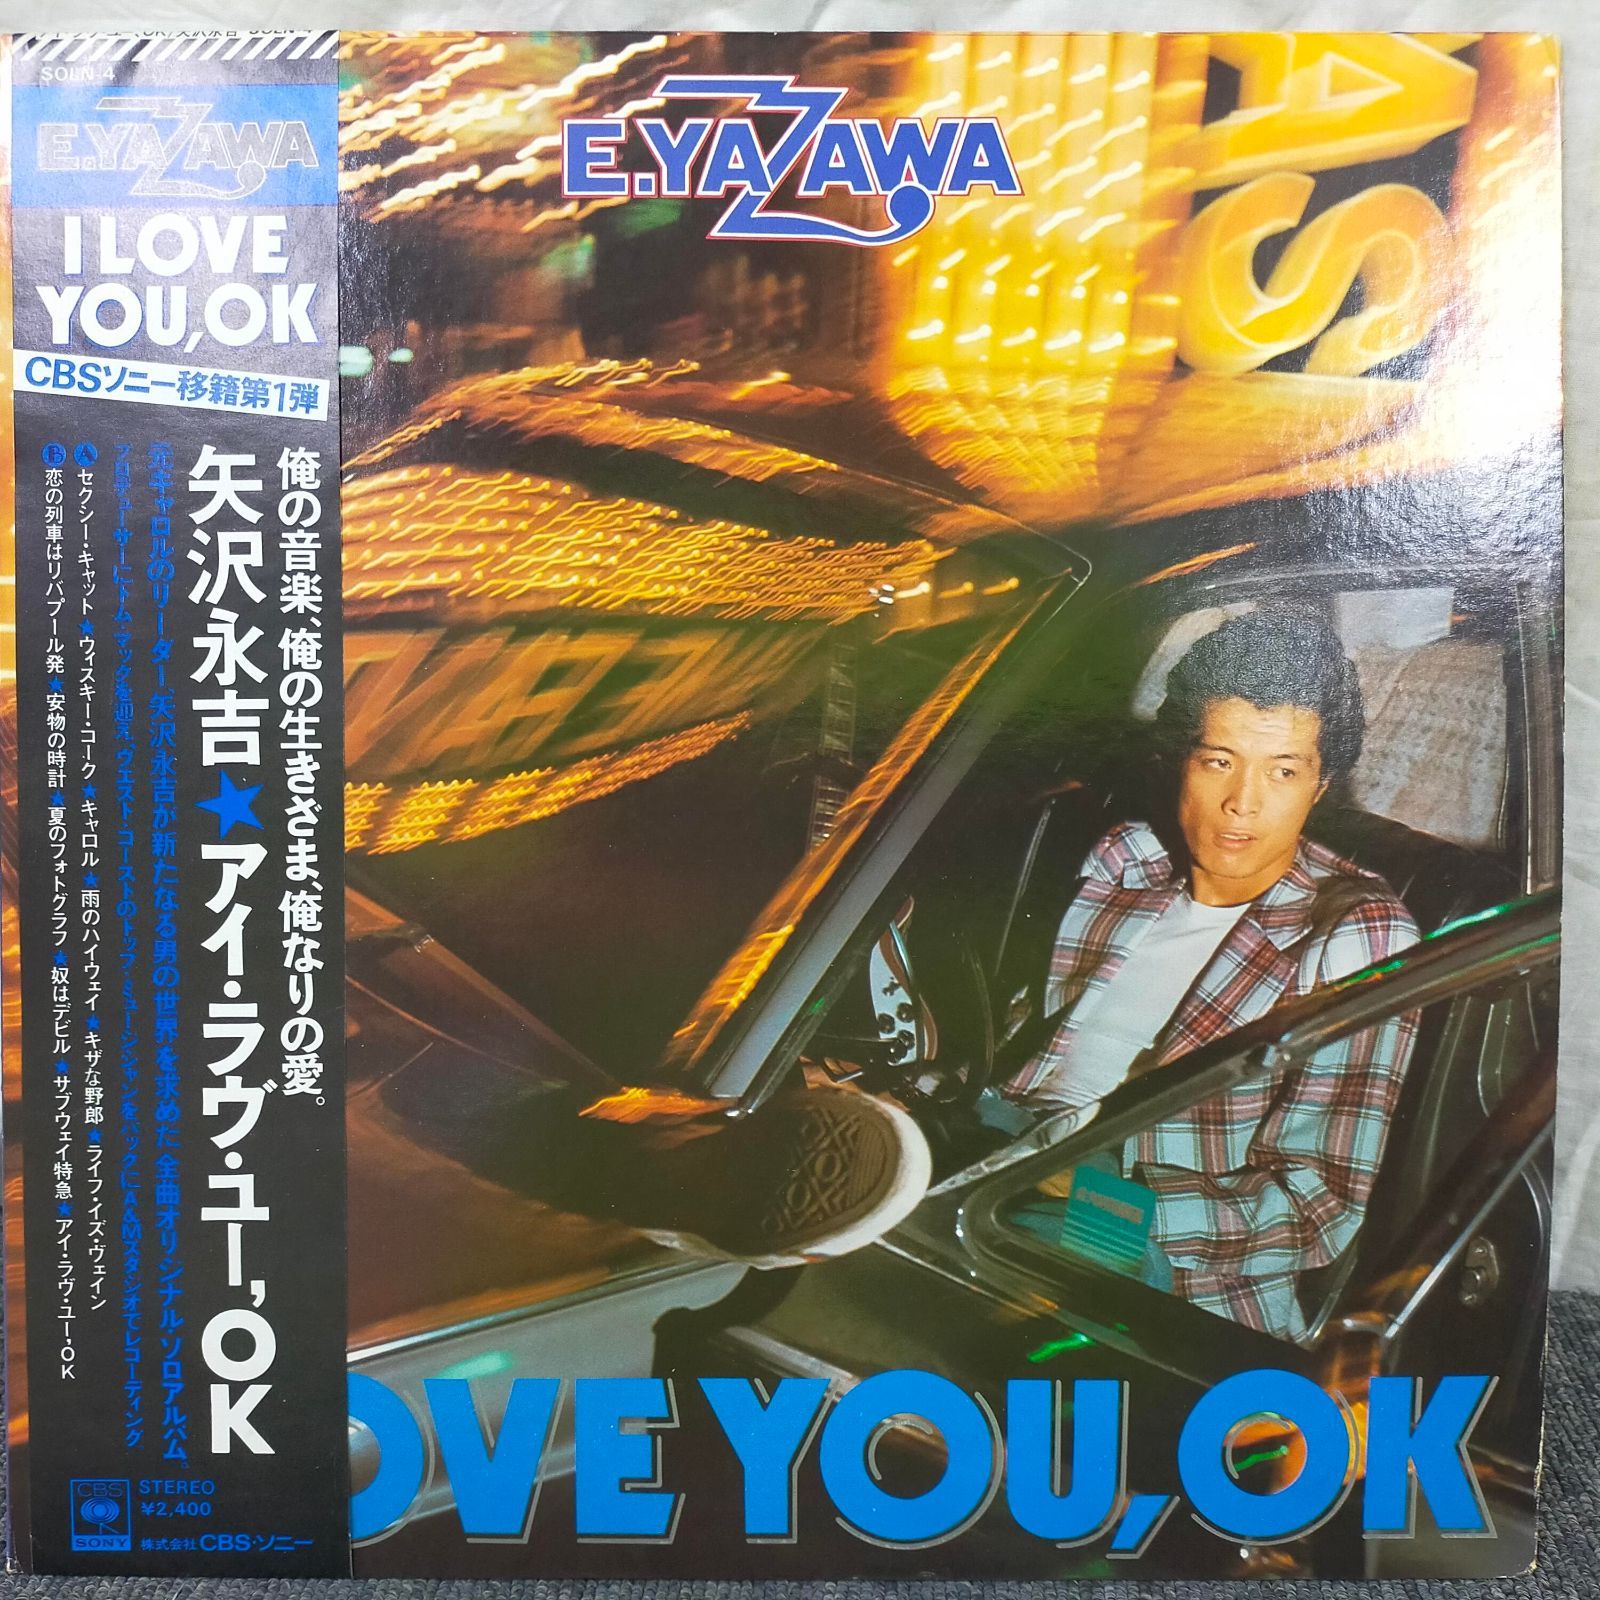 SOLN-4
E.YAZAWA
I LOVE
YOU,OK
CBSソニー移籍第1弾
俺の音楽、俺の生きざま、俺なりの愛。
矢沢永吉★アイ・ラヴ・ユー,OK
元キャロルのリーダー、矢沢永吉が新たなる男の世界を求めた全曲オリジナル・ソロアルバム。
プロデューサーにトム・マックを迎え、ウエスト・コーストのトップ・ミュージシャンをバックにA&Mスタジオでレコーディング
Ⓐセクシー・キャット★ウィスキー・コーク★キャロル★雨のハイウェイ★キザな野郎★ライフ・イズ・ヴェイン
Ⓑ恋の列車はリバプール発★安物の時計★夏のフォトグラフ★奴はデビル★サブウェイ特急★アイ・ラヴ・ユー,OK
CBS
SONY
STEREO
¥2,400
株式会社CBS・ソニー
E.YAZAWA
OVE YOU,OK